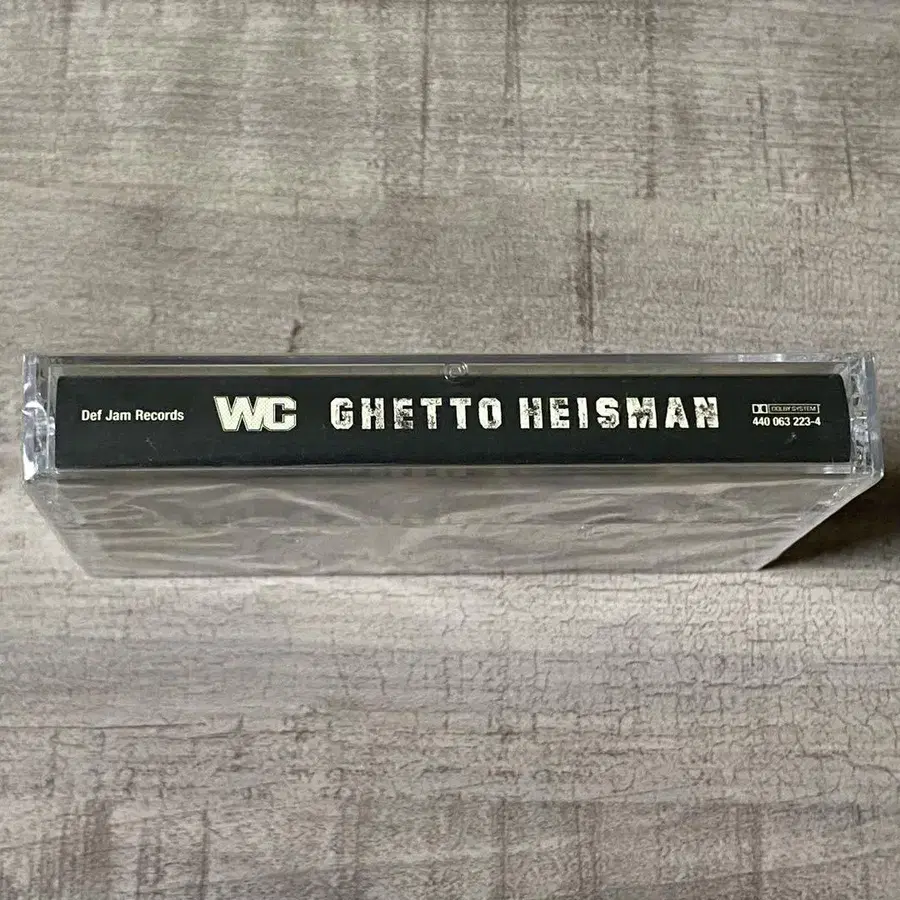 Def Jam Records WC GHETTO HEISMAN
DOLBY SYSTEM
440 063 223-4